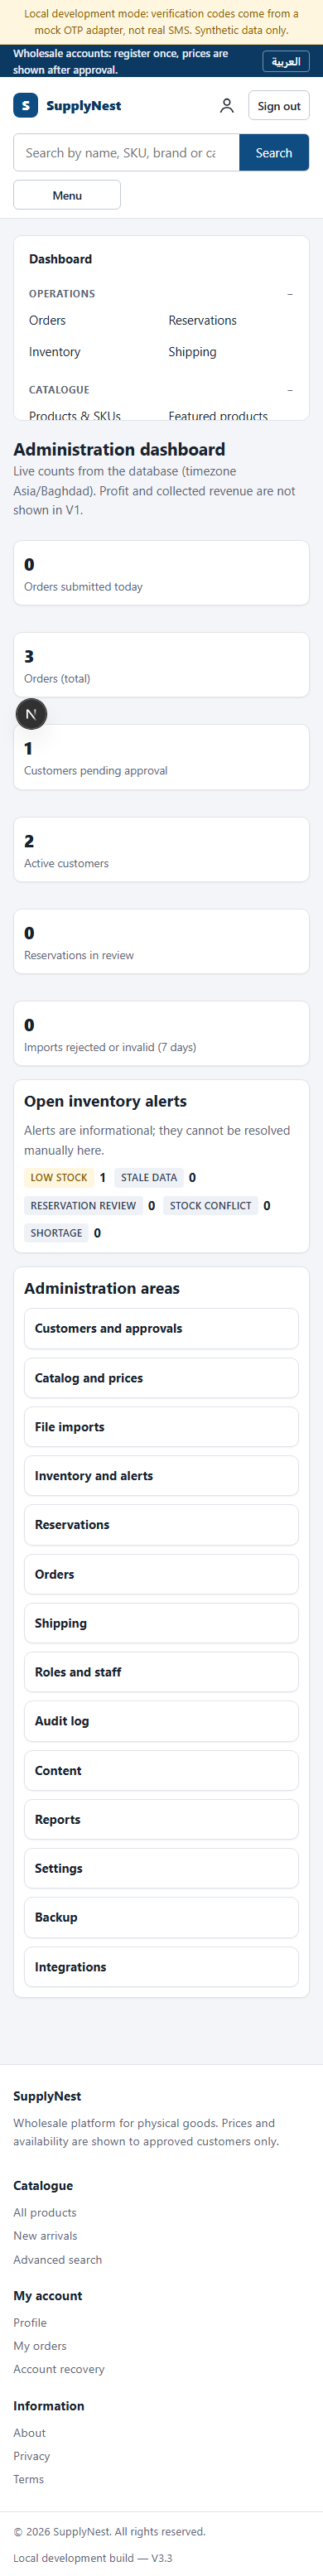 Local development mode: verification codes come from a
mock OTP adapter, not real SMS. Synthetic data only.
Wholesale accounts: register once, prices are
shown after approval.
العربية
S SupplyNest
Sign out
Search by name, SKU, brand or ca
Search
Menu
Dashboard
OPERATIONS –
Orders Reservations
Inventory Shipping
CATALOGUE –
Products & SKUs Featured products
Administration dashboard
Live counts from the database (timezone
Asia/Baghdad). Profit and collected revenue are not
shown in V1.
0
Orders submitted today
3
Orders (total)
N
1
Customers pending approval
2
Active customers
0
Reservations in review
0
Imports rejected or invalid (7 days)
Open inventory alerts
Alerts are informational; they cannot be resolved
manually here.
LOW STOCK 1 STALE DATA 0
RESERVATION REVIEW 0 STOCK CONFLICT 0
SHORTAGE 0
Administration areas
Customers and approvals
Catalog and prices
File imports
Inventory and alerts
Reservations
Orders
Shipping
Roles and staff
Audit log
Content
Reports
Settings
Backup
Integrations
SupplyNest
Wholesale platform for physical goods. Prices and
availability are shown to approved customers only.
Catalogue
All products
New arrivals
Advanced search
My account
Profile
My orders
Account recovery
Information
About
Privacy
Terms
© 2026 SupplyNest. All rights reserved.
Local development build — V3.3